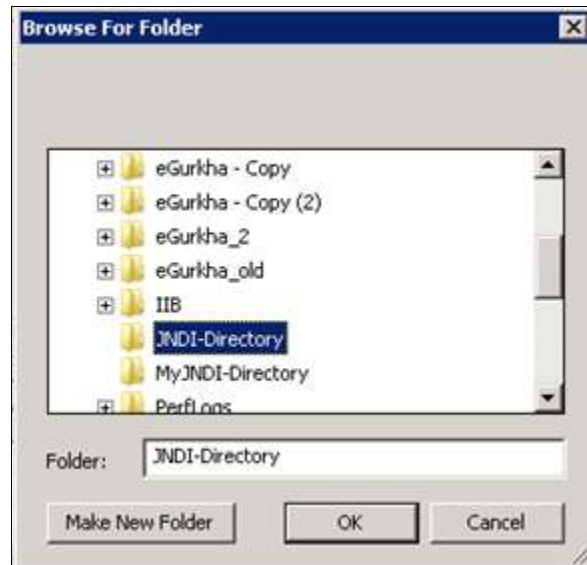 Browse For Folder
eGurkha - Copy
eGurkha - Copy (2)
eGurkha_2
eGurkha_old
IIB
JNDI-Directory
MyJNDI-Directory
PerfLogs
Folder: JNDI-Directory
Make New Folder OK Cancel